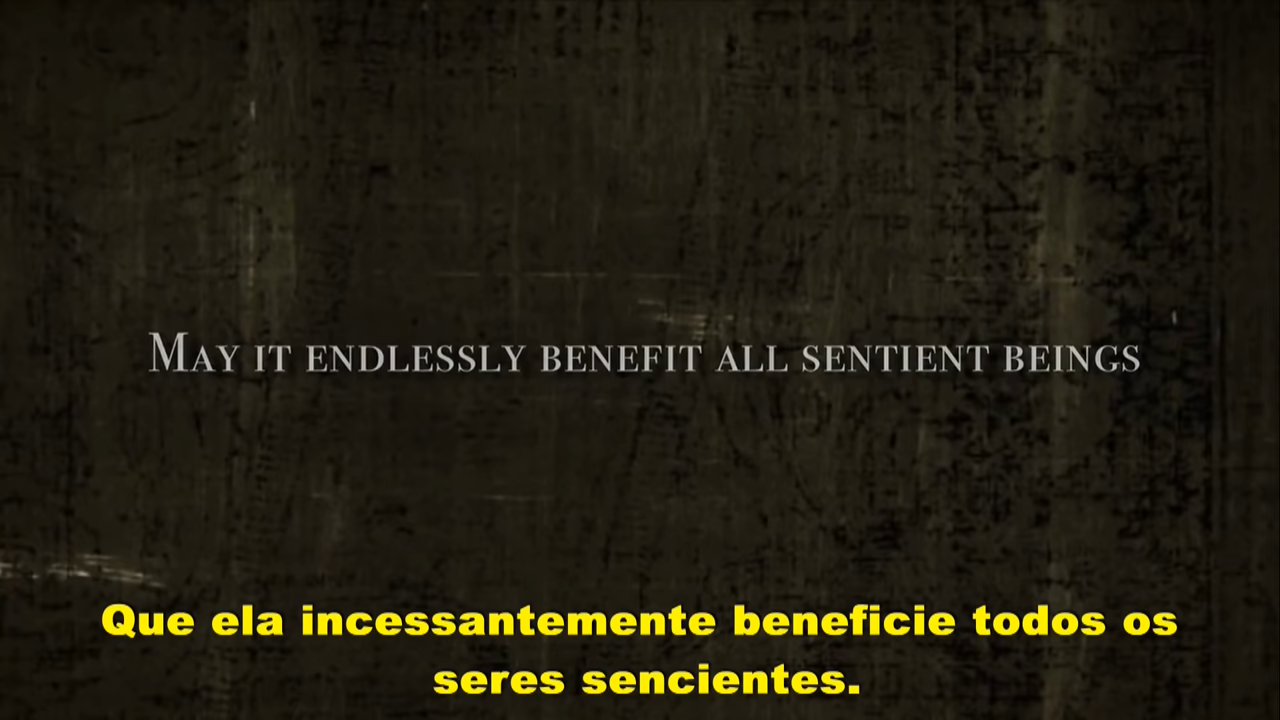 May it endlessly benefit all sentient beings
Que ela incessantemente beneficie todos os
seres sencientes.